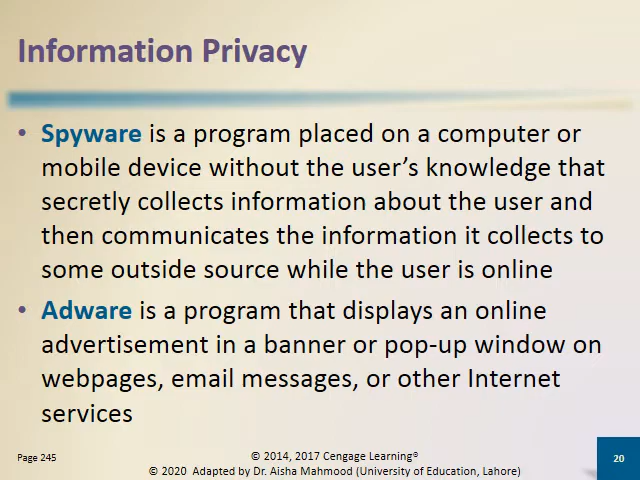 Information Privacy
• Spyware is a program placed on a computer or
mobile device without the user’s knowledge that
secretly collects information about the user and
then communicates the information it collects to
some outside source while the user is online
• Adware is a program that displays an online
advertisement in a banner or pop-up window on
webpages, email messages, or other Internet
services
Page 245
© 2014, 2017 Cengage Learning®
© 2020 Adapted by Dr. Aisha Mahmood (University of Education, Lahore)
20